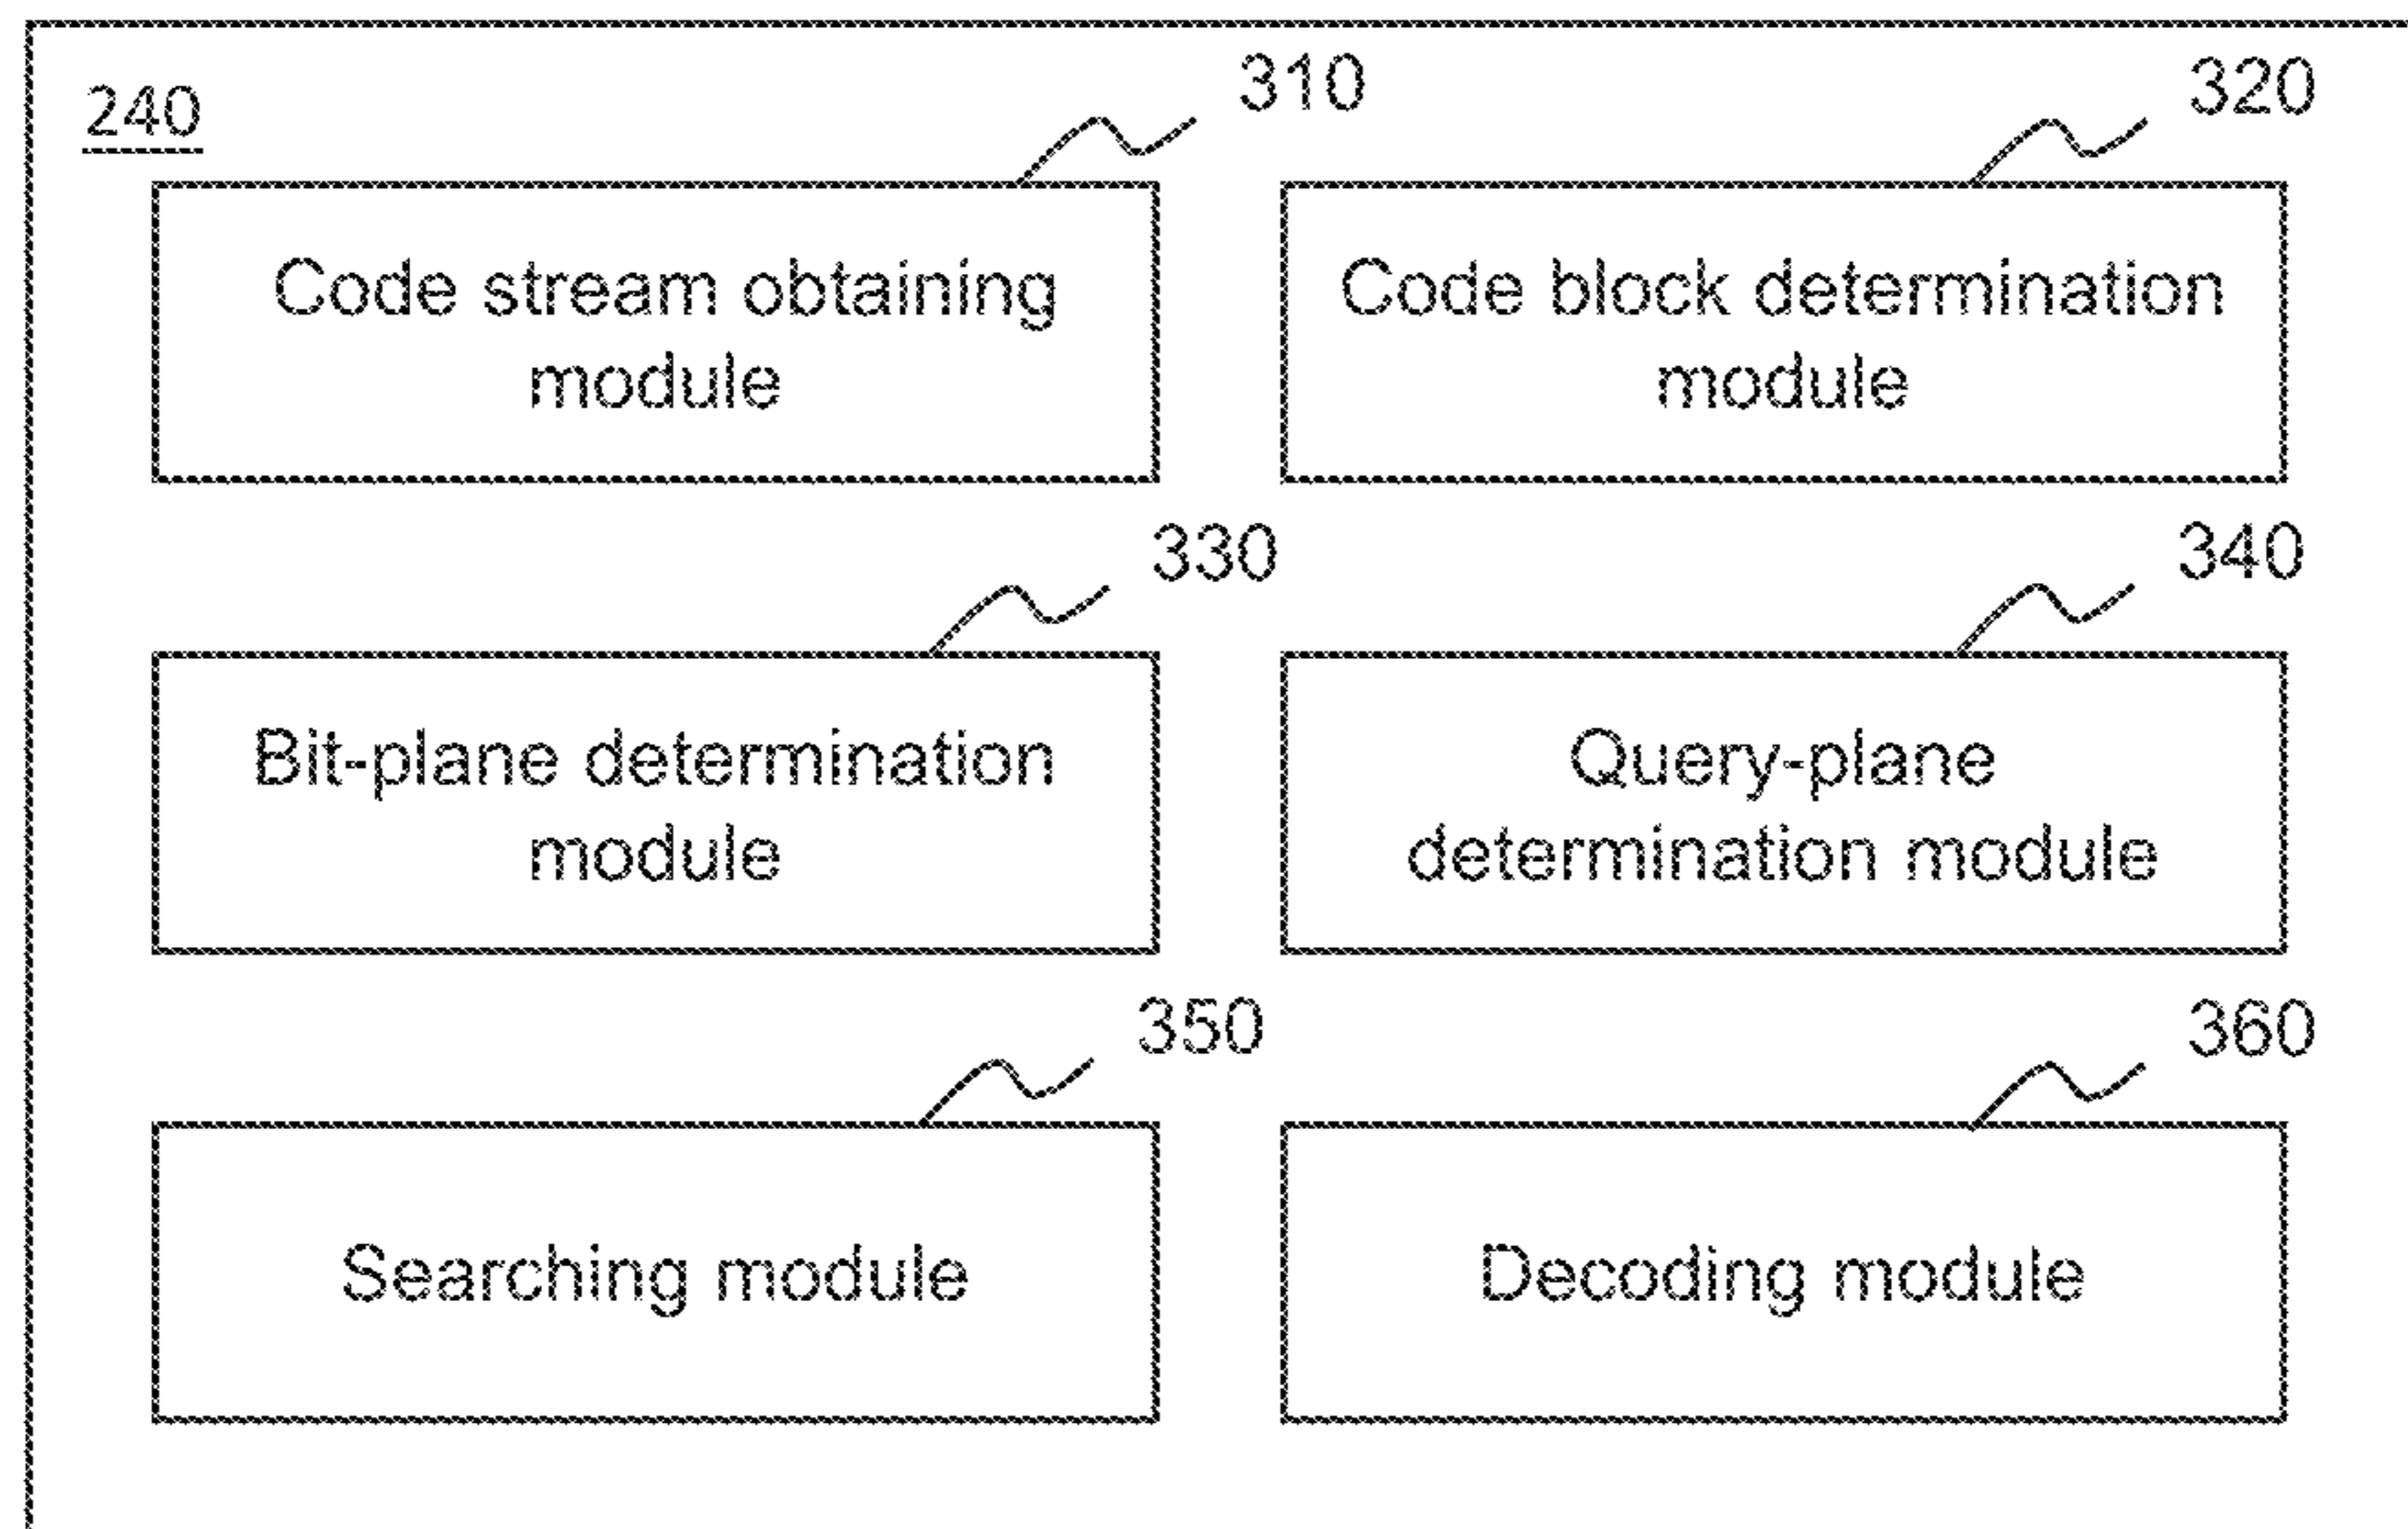 240
310
320
Code stream obtaining
module
Code block determination
module
330
340
Bit-plane determination
module
Query-plane
determination module
350
360
Searching module
Decoding module